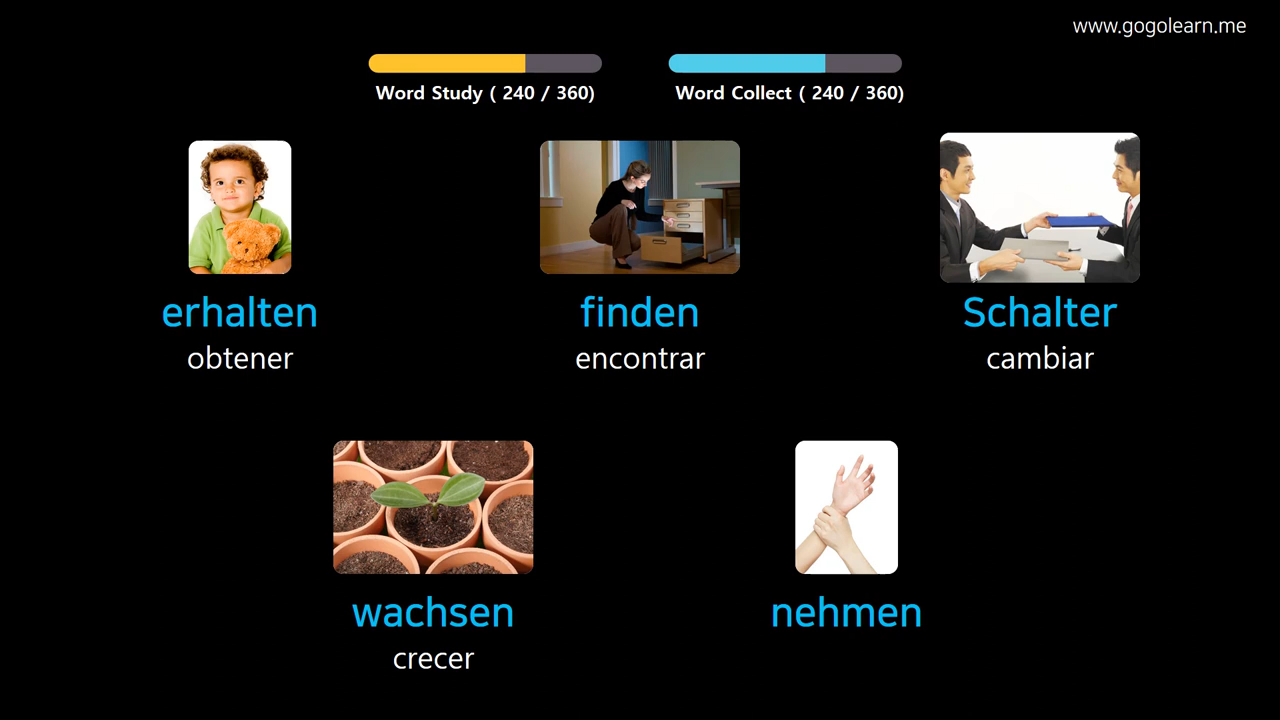 www.gogolearn.me
Word Study ( 240 / 360)
Word Collect ( 240 / 360)
erhalten
obtener
finden
encontrar
Schalter
cambiar
wachsen
crecer
nehmen